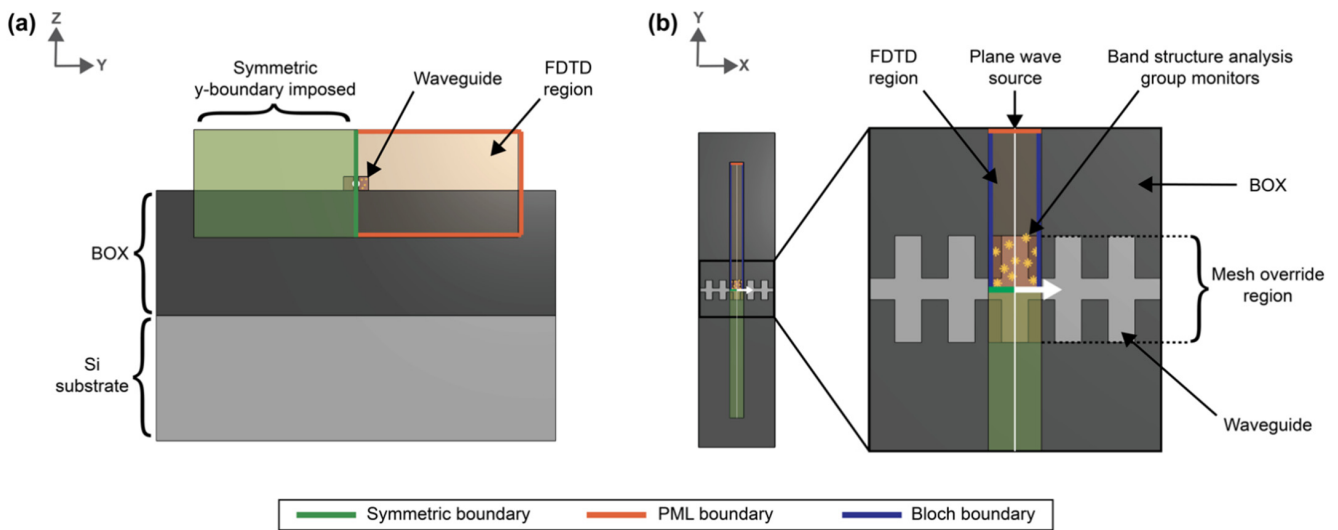 (a)
Z
Y
Symmetric
y-boundary imposed
Waveguide
FDTD
region
BOX
Si
substrate
(b)
Y
X
FDTD
region
Plane wave
source
Band structure analysis
group monitors
BOX
Mesh override
region
Waveguide
Symmetric boundary
PML boundary
Bloch boundary